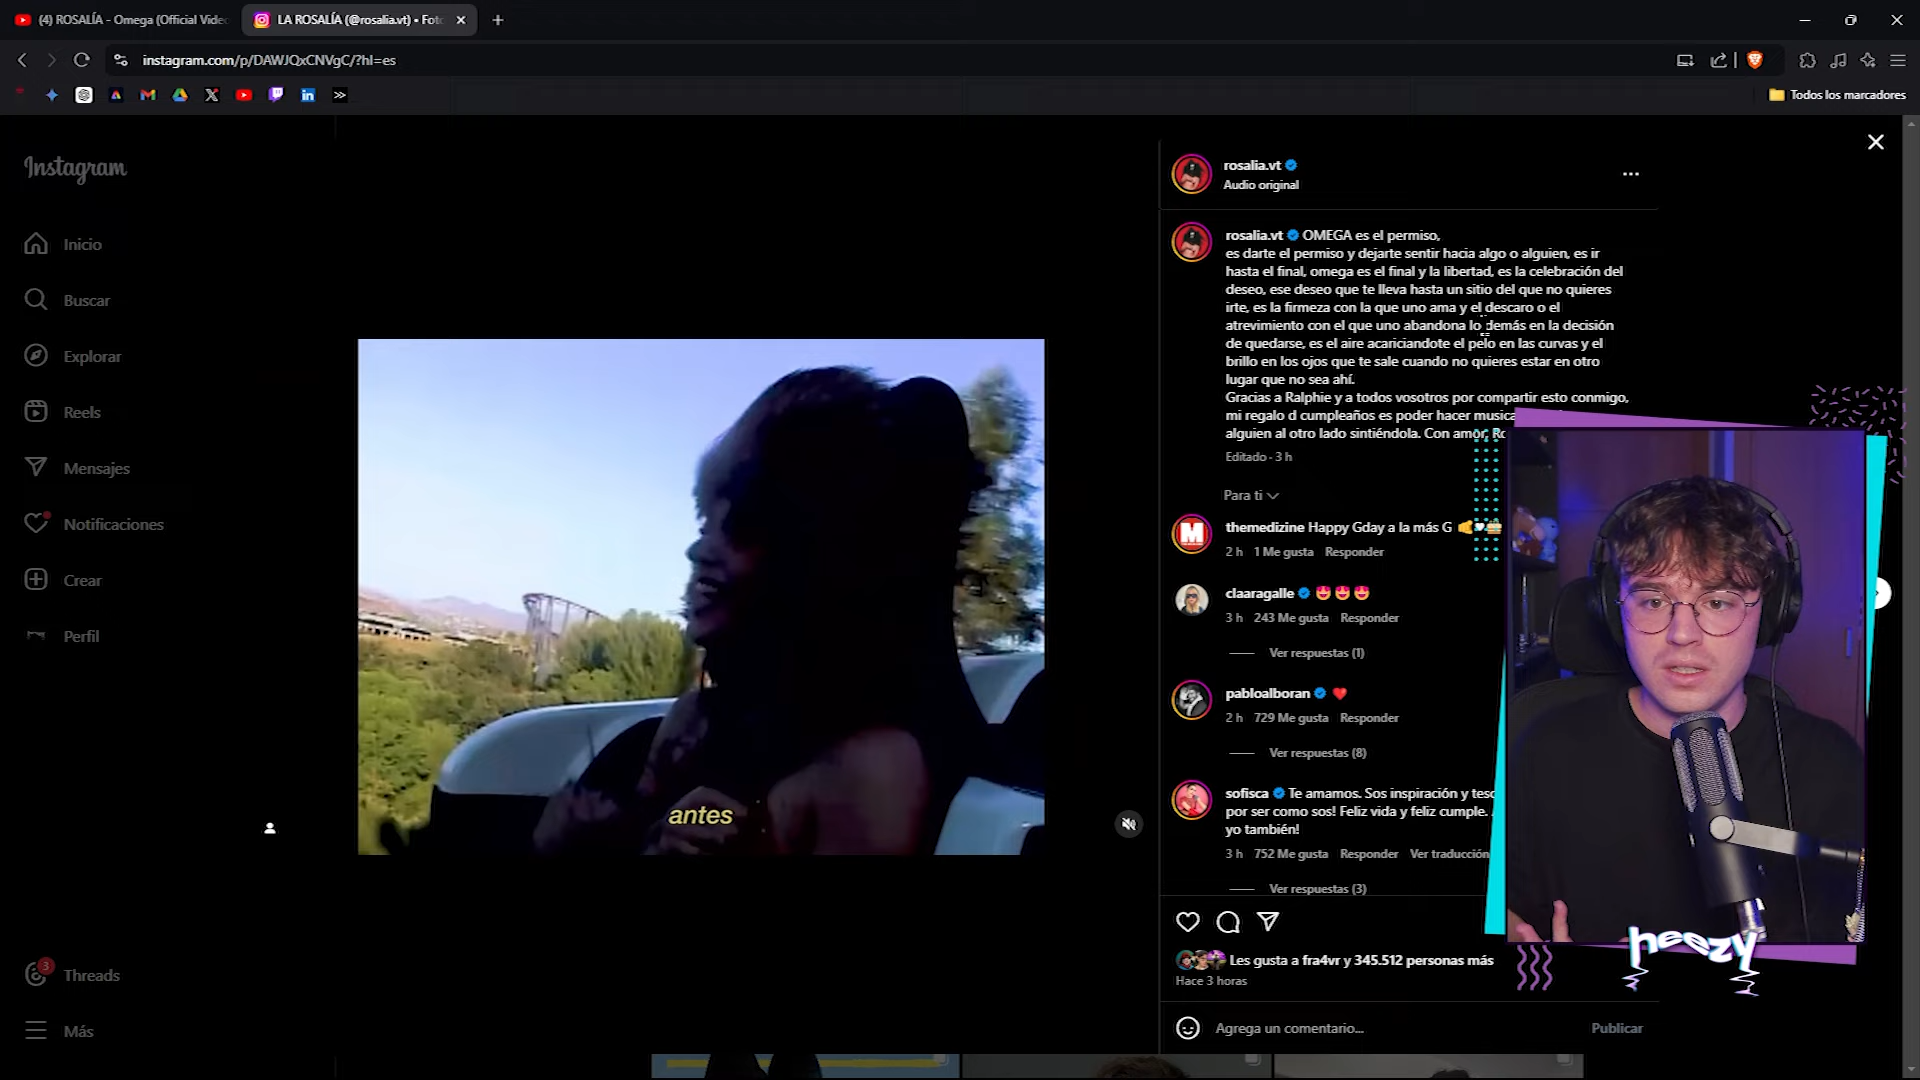 (4) ROSALÍA - Omega (Official Vide
LA ROSALÍA (@rosalia.vt) • Fot
instagram.com/p/DAWJQxCNVgC/?hl=es
Todos los marcadores
Instagram
Inicio
Buscar
Explorar
Reels
Mensajes
Notificaciones
Crear
Perfil
3
Threads
Más
antes
rosalia.vt
Audio original
rosalia.vt OMEGA es el permiso,
es darte el permiso y dejarte sentir hacia algo o alguien, es ir
hasta el final, omega es el final y la libertad, es la celebración del
deseo, ese deseo que te lleva hasta un sitio del que no quieres
irte, es la firmeza con la que uno ama y el descaro o el
atrevimiento con el que uno abandona lo demás en la decisión
de quedarse, es el aire acariciandote el pelo en las curvas y el
brillo en los ojos que te sale cuando no quieres estar en otro
lugar que no sea ahí.
Gracias a Ralphie y a todos vosotros por compartir esto conmigo,
mi regalo d cumpleaños es poder hacer musica
alguien al otro lado sintiéndola. Con amor, Ro
Editado · 3 h
Para ti
themedizine Happy Gday a la más G 🤙🤍🎂
2 h 1 Me gusta Responder
claaragalle 😍😍😍
3 h 243 Me gusta Responder
Ver respuestas (1)
pabloalboran ❤️
2 h 729 Me gusta Responder
Ver respuestas (8)
sofisca Te amamos. Sos inspiración y teso
por ser como sos! Feliz vida y feliz cumple.
yo también!
3 h 752 Me gusta Responder Ver traducción
Ver respuestas (3)
Les gusta a fra4vr y 345.512 personas más
Hace 3 horas
Agrega un comentario...
Publicar
heezy